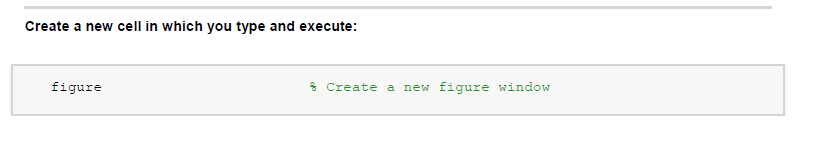 Create a new cell in which you type and execute:
figure % Create a new figure window